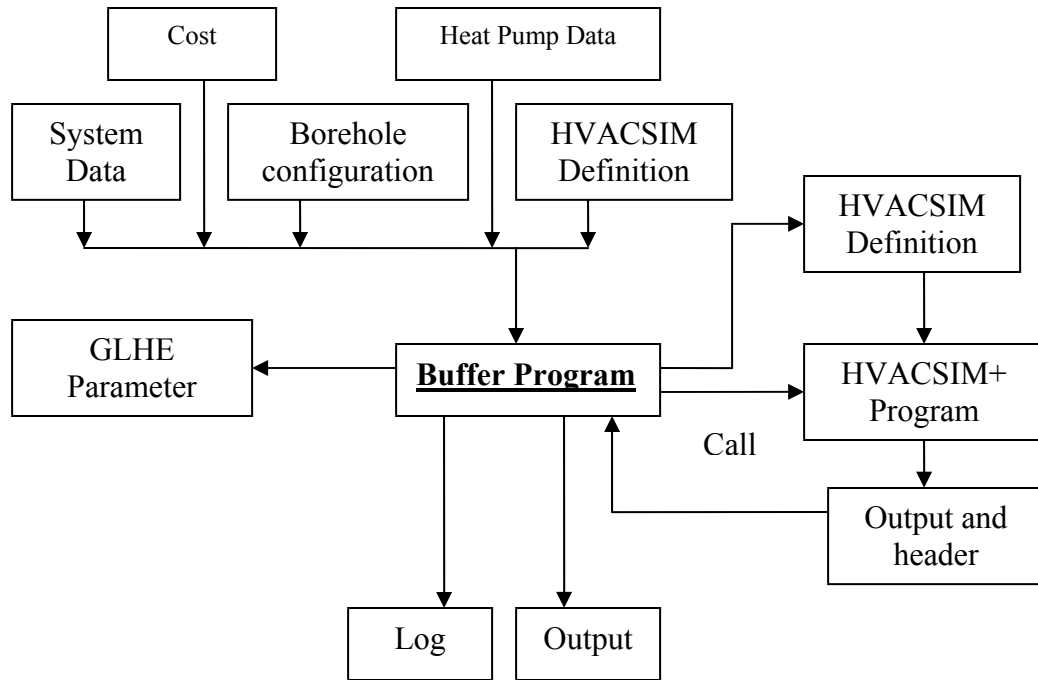 Cost
Heat Pump Data
System
Data
Borehole
configuration
HVACSIM
Definition
HVACSIM
Definition
GLHE
Parameter
Buffer Program
HVACSIM+
Program
Call
Output and
header
Log
Output